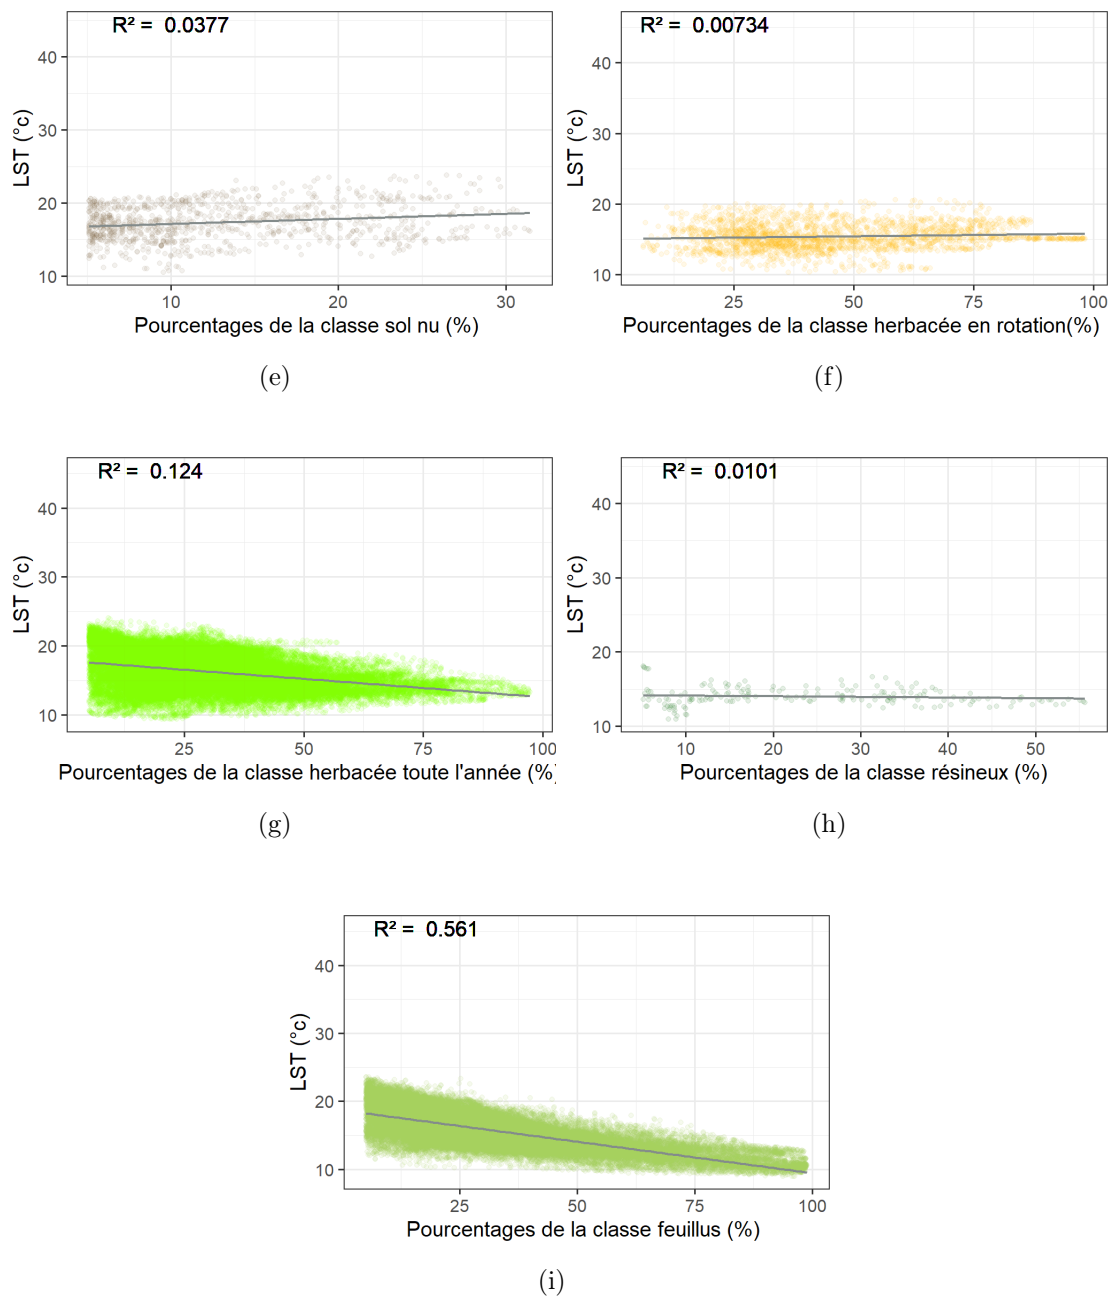 R² = 0.0377
40
30
20
10
LST (°c)
10 20 30
Pourcentages de la classe sol nu (%)
(e)
R² = 0.00734
40
30
20
10
LST (°c)
25 50 75 100
Pourcentages de la classe herbacée en rotation(%)
(f)
R² = 0.124
40
30
20
10
LST (°c)
25 50 75 100
Pourcentages de la classe herbacée toute l'année (%)
(g)
R² = 0.0101
40
30
20
10
LST (°c)
10 20 30 40 50
Pourcentages de la classe résineux (%)
(h)
R² = 0.561
40
30
20
10
LST (°c)
25 50 75 100
Pourcentages de la classe feuillus (%)
(i)